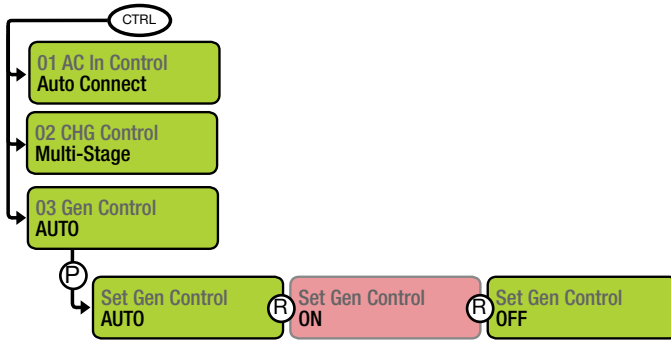 CTRL
01 AC In Control
Auto Connect
02 CHG Control
Multi-Stage
03 Gen Control
AUTO
P
Set Gen Control
AUTO
R
Set Gen Control
ON
R
Set Gen Control
OFF